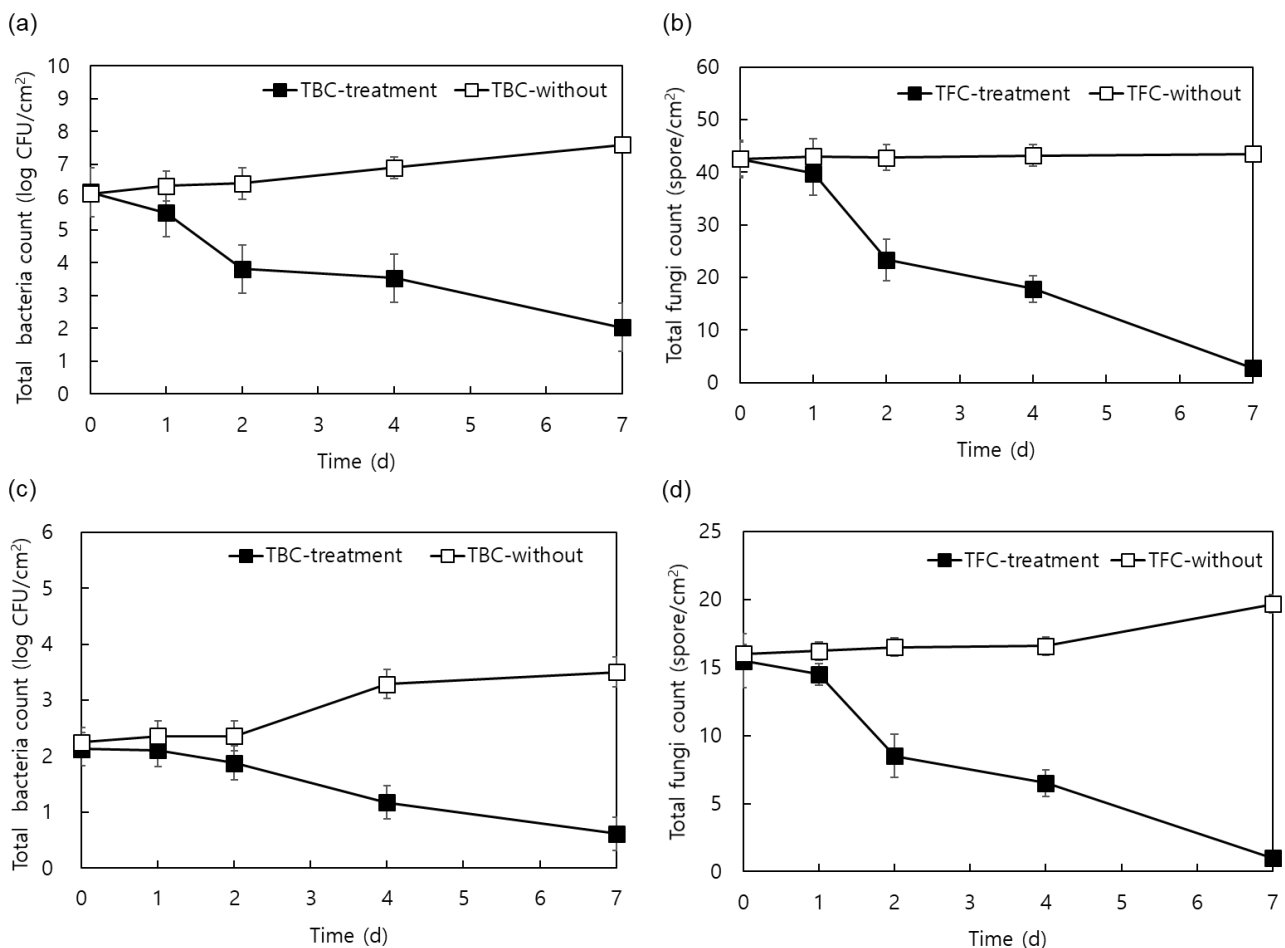 (a)
Total bacteria count (log CFU/cm²)
10
9
8
7
6
5
4
3
2
1
0
TBC-treatment TBC-without
0 1 2 3 4 5 6 7
Time (d)
(b)
Total fungi count (spore/cm²)
60
50
40
30
20
10
0
TFC-treatment TFC-without
0 1 2 3 4 5 6 7
Time (d)
(c)
Total bacteria count (log CFU/cm²)
6
5
4
3
2
1
0
TBC-treatment TBC-without
0 1 2 3 4 5 6 7
Time (d)
(d)
Total fungi count (spore/cm²)
25
20
15
10
5
0
TFC-treatment TFC-without
0 1 2 3 4 5 6 7
Time (d)